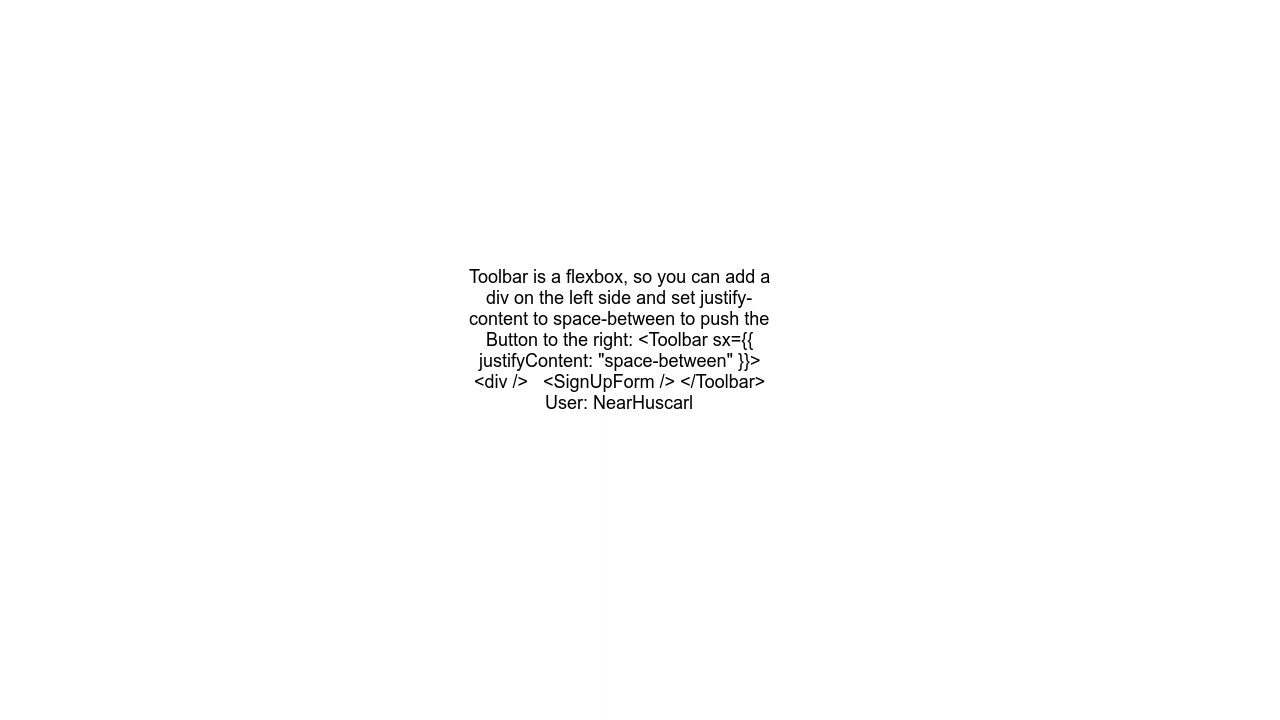 Toolbar is a flexbox, so you can add a
div on the left side and set justify-
content to space-between to push the
Button to the right: <Toolbar sx={{
justifyContent: "space-between" }}>
<div />   <SignUpForm /> </Toolbar>
User: NearHuscarl